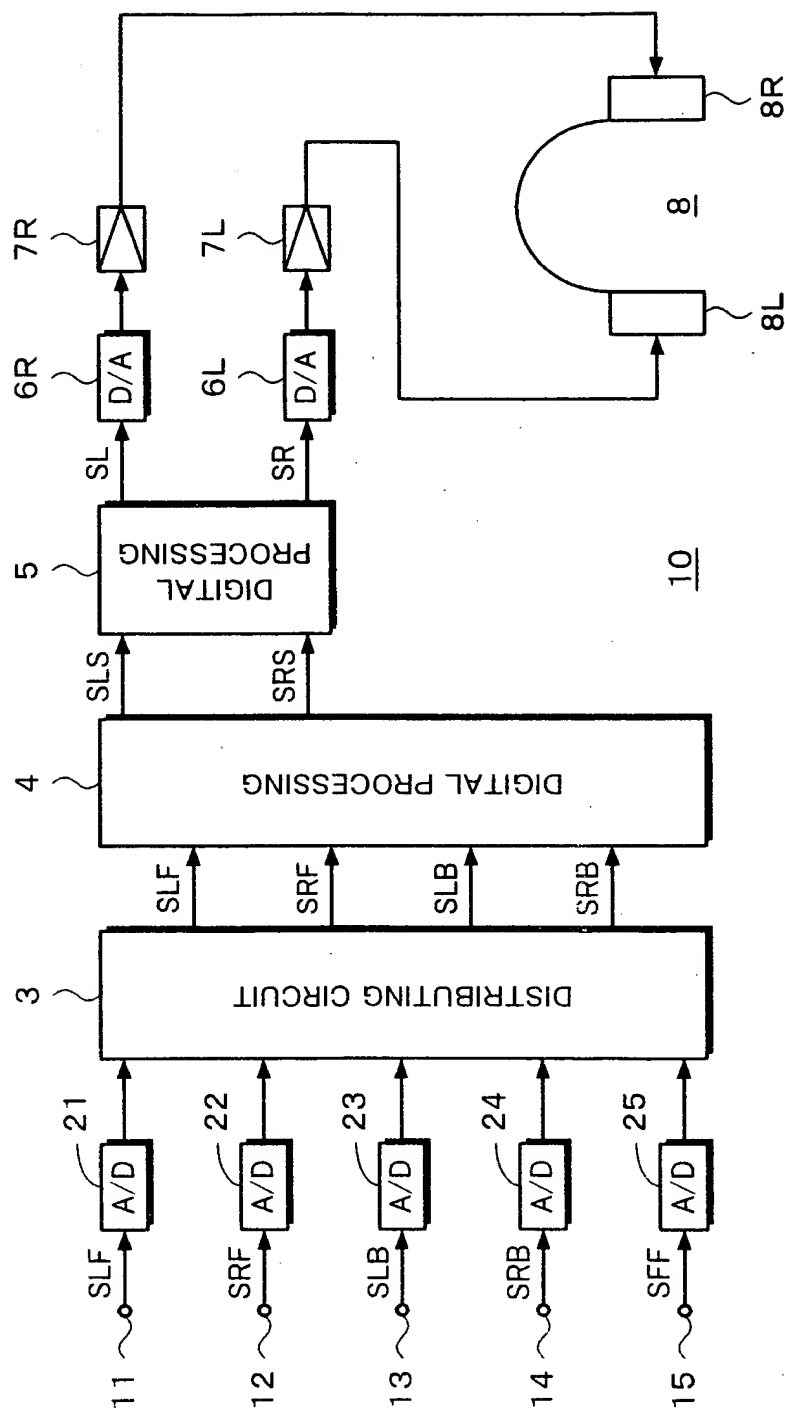 11
12
13
14
15
SLF
SRF
SLB
SRB
SFF
A/D
A/D
A/D
A/D
A/D
21
22
23
24
25
3
DISTRIBUTING CIRCUIT
SLF
SRF
SLB
SRB
4
DIGITAL PROCESSING
SLS
SRS
5
DIGITAL
PROCESSING
SL
SR
6R
D/A
6L
D/A
7R
7L
8L
8
8R
10